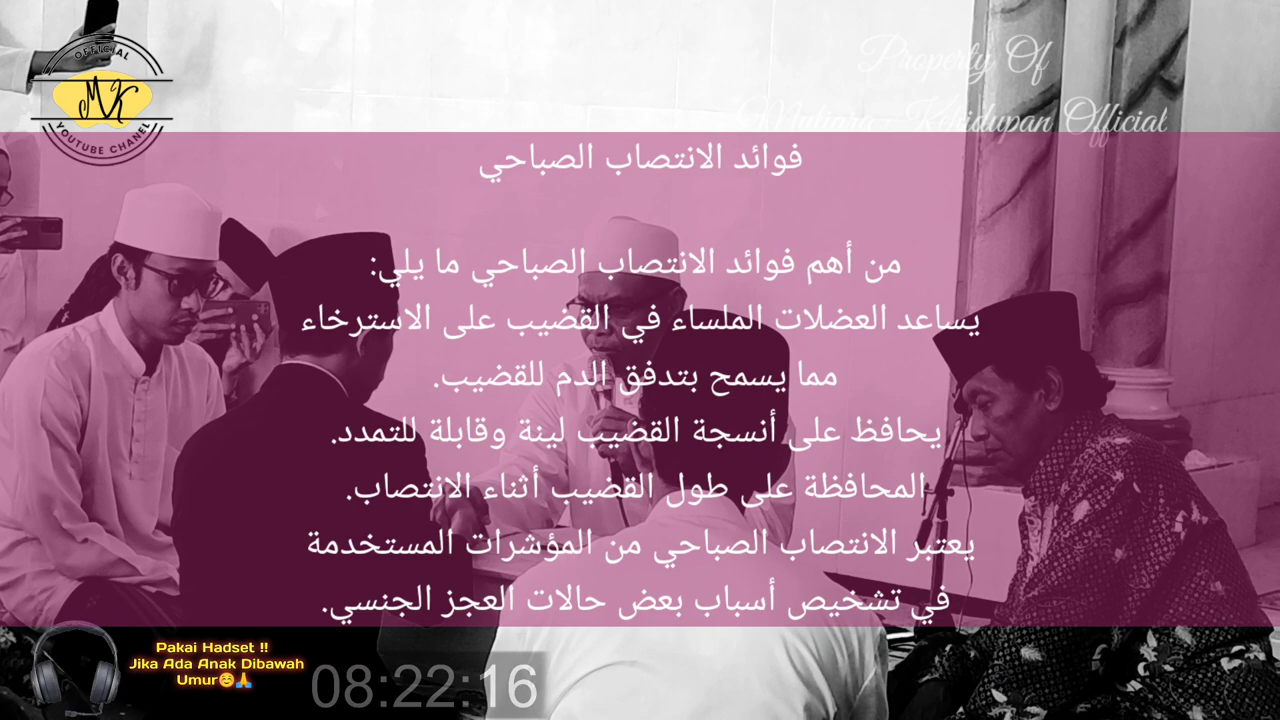 OFFICIAL
MK
YOUTUBE CHANEL
Property Of
Mutiara - Kehidupan Official
فوائد الانتصاب الصباحي
من أهم فوائد الانتصاب الصباحي ما يلي:
يساعد العضلات الملساء في القضيب على الاسترخاء
مما يسمح بتدفق الدم للقضيب.
يحافظ على أنسجة القضيب لينة وقابلة للتمدد.
المحافظة على طول القضيب أثناء الانتصاب.
يعتبر الانتصاب الصباحي من المؤشرات المستخدمة
في تشخيص أسباب بعض حالات العجز الجنسي.
Pakai Hadset !!
Jika Ada Anak Dibawah
Umur☺️🙏
08:22:16